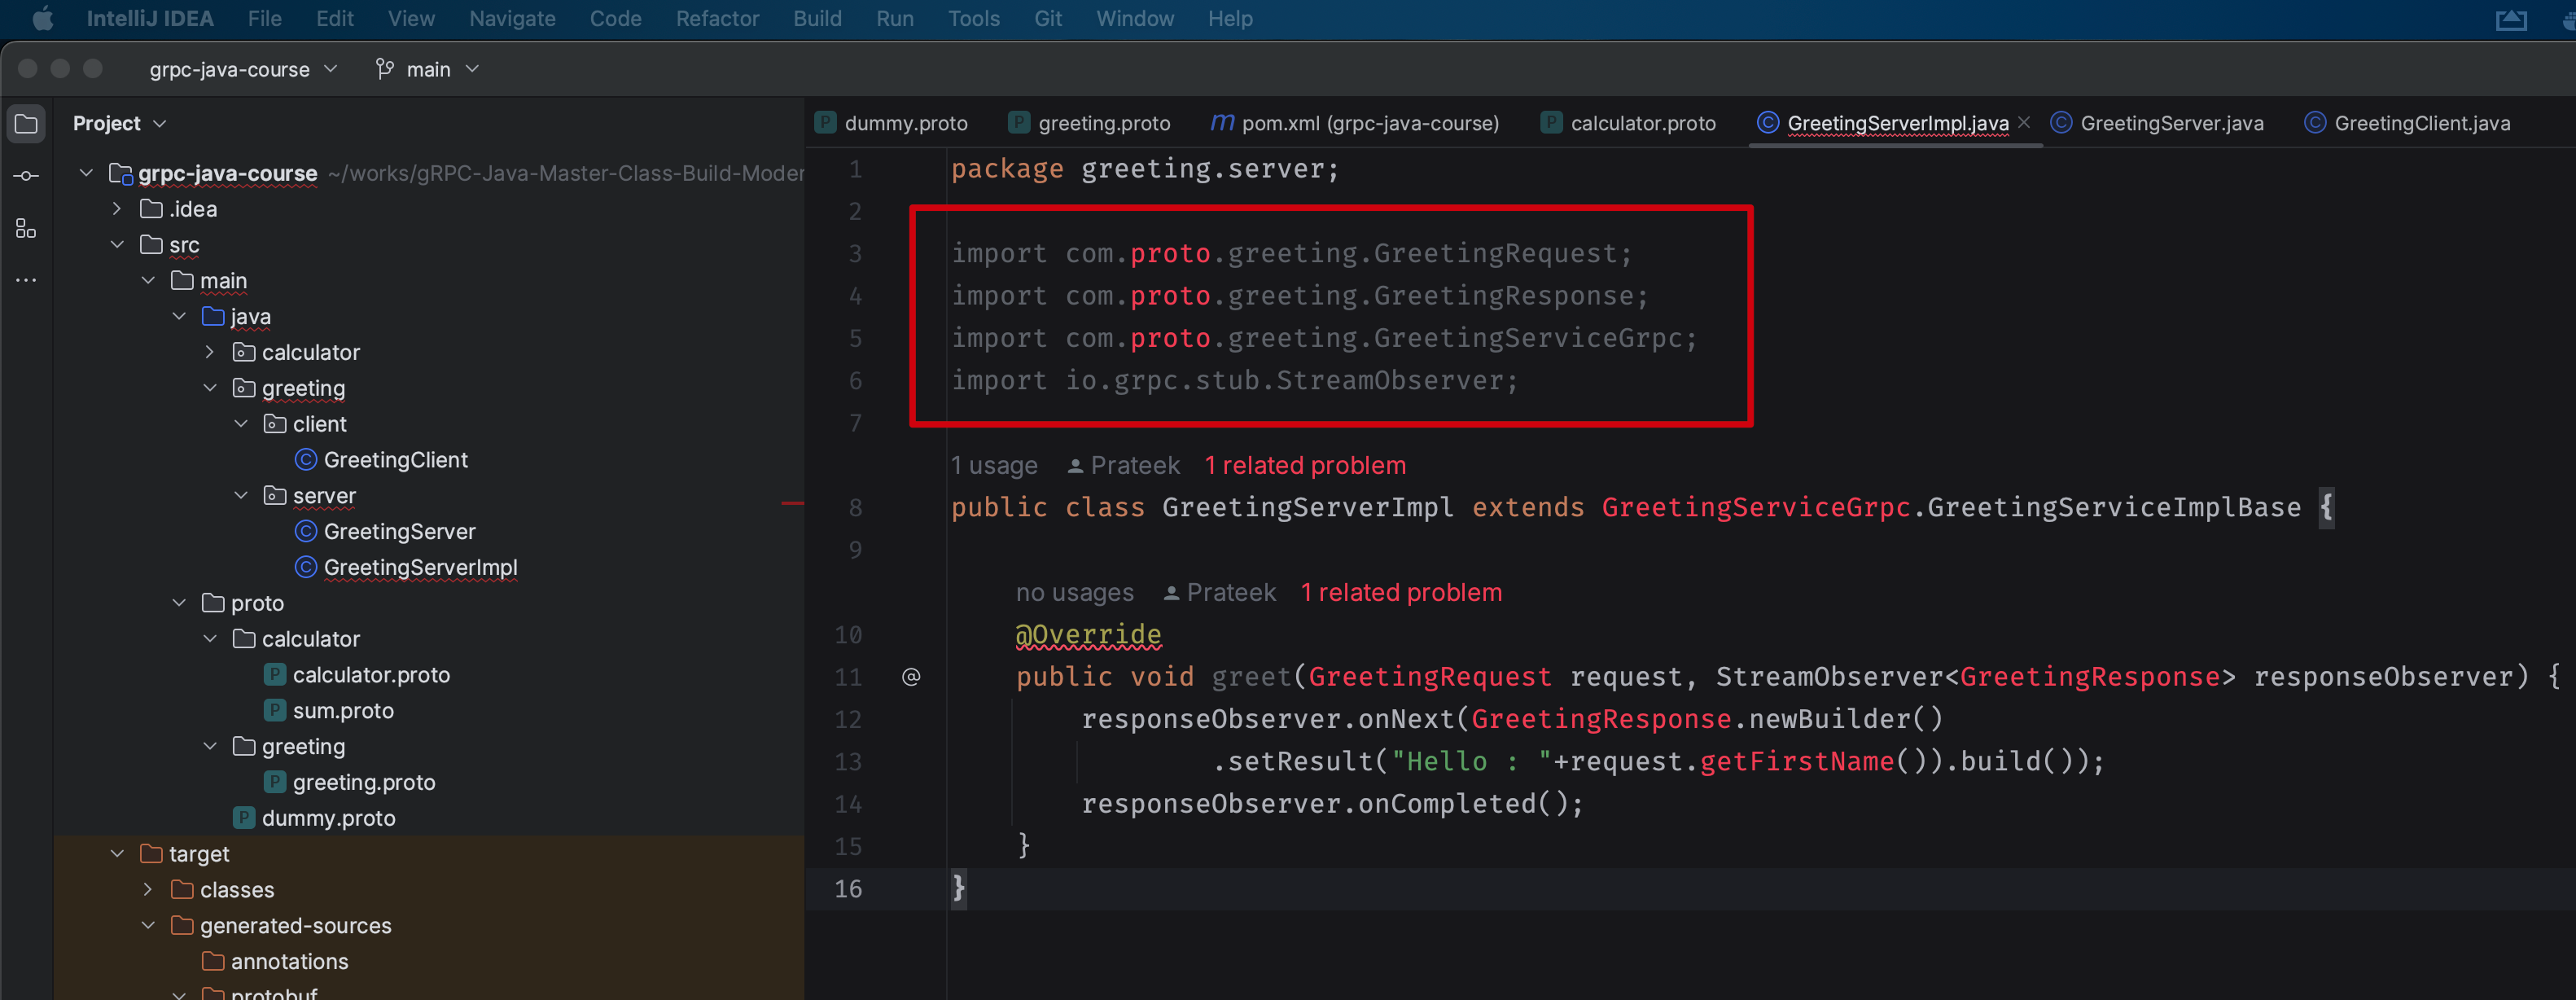 IntelliJ IDEA File Edit View Navigate Code Refactor Build Run Tools Git Window Help
grpc-java-course main
Project
grpc-java-course ~/works/gRPC-Java-Master-Class-Build-Moder
.idea
src
main
java
calculator
greeting
client
GreetingClient
server
GreetingServer
GreetingServerImpl
proto
calculator
calculator.proto
sum.proto
greeting
greeting.proto
dummy.proto
target
classes
generated-sources
annotations
protobuf
dummy.proto greeting.proto pom.xml (grpc-java-course) calculator.proto GreetingServerImpl.java GreetingServer.java GreetingClient.java
1 package greeting.server;
2
3 import com.proto.greeting.GreetingRequest;
4 import com.proto.greeting.GreetingResponse;
5 import com.proto.greeting.GreetingServiceGrpc;
6 import io.grpc.stub.StreamObserver;
7
1 usage Prateek 1 related problem
8 public class GreetingServerImpl extends GreetingServiceGrpc.GreetingServiceImplBase {
9
no usages Prateek 1 related problem
10 @Override
11 @ public void greet(GreetingRequest request, StreamObserver<GreetingResponse> responseObserver) {
12 responseObserver.onNext(GreetingResponse.newBuilder()
13 .setResult("Hello : "+request.getFirstName()).build());
14 responseObserver.onCompleted();
15 }
16 }